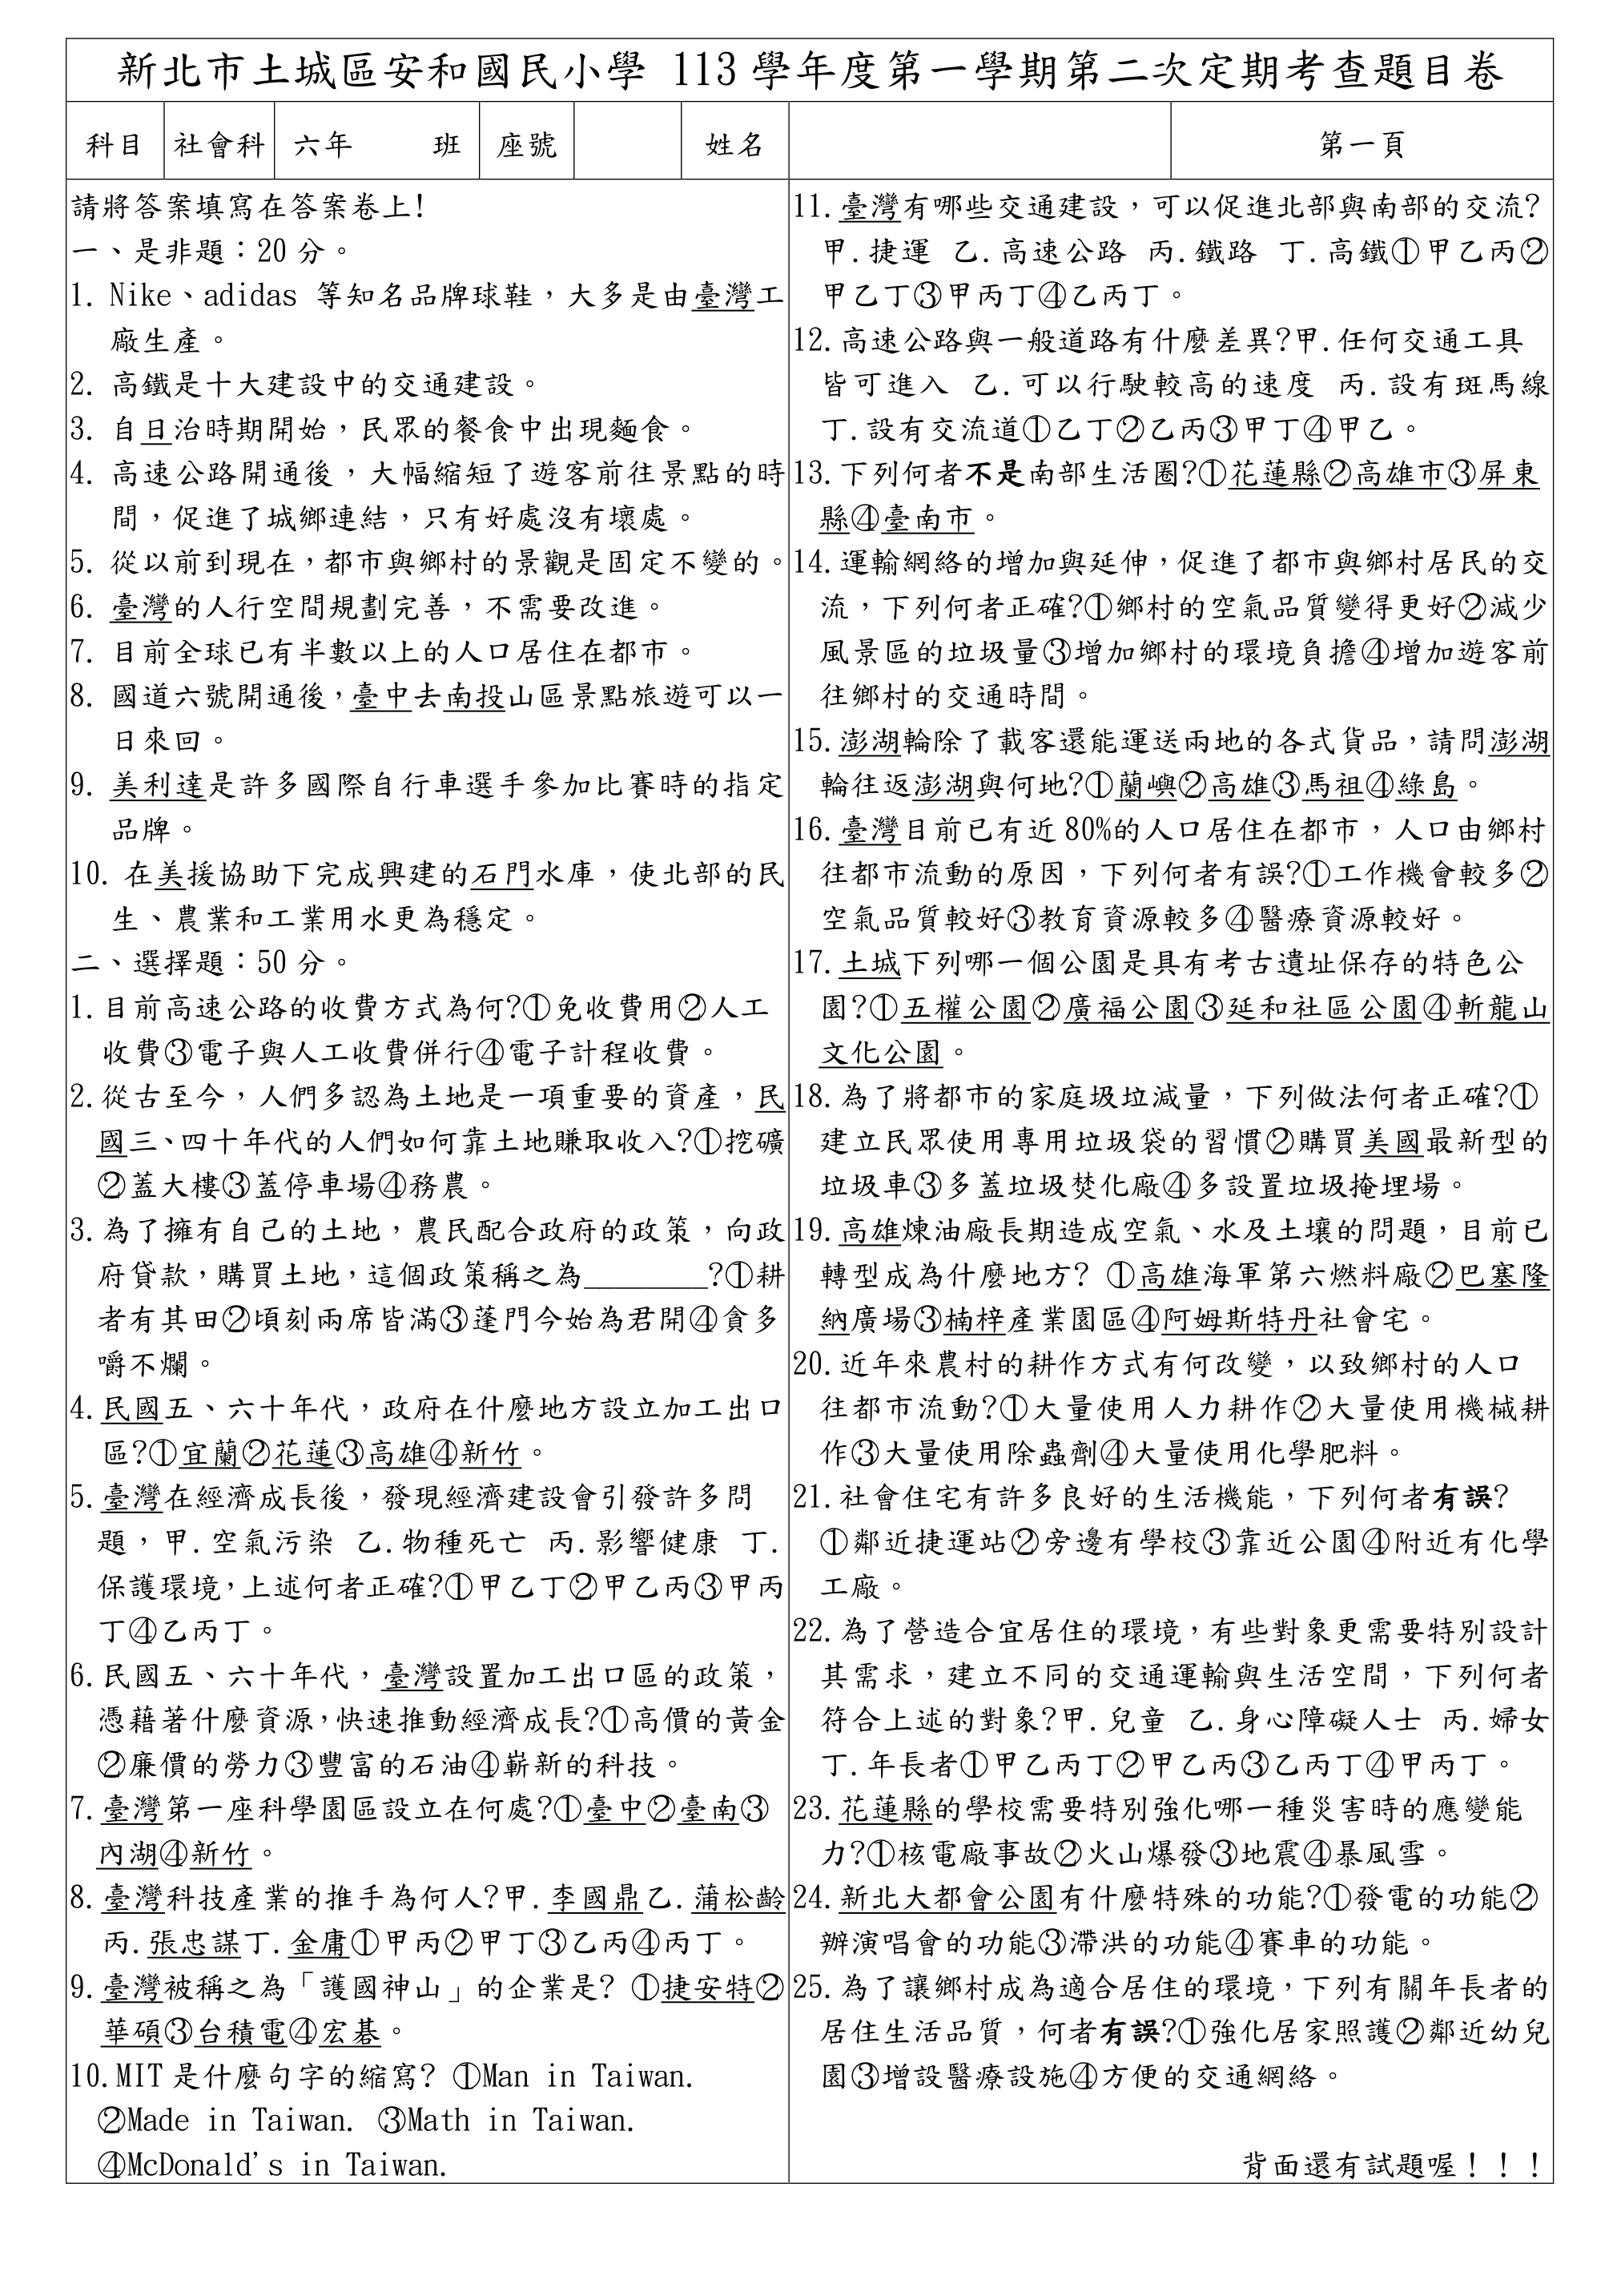 新北市土城區安和國民小學 113 學年度第一學期第二次定期考查題目卷
科目 社會科 六年 班 座號 姓名 第一頁
請將答案填寫在答案卷上!
一、是非題：20 分。
1. Nike、adidas 等知名品牌球鞋，大多是由臺灣工
廠生產。
2. 高鐵是十大建設中的交通建設。
3. 自日治時期開始，民眾的餐食中出現麵食。
4. 高速公路開通後，大幅縮短了遊客前往景點的時
間，促進了城鄉連結，只有好處沒有壞處。
5. 從以前到現在，都市與鄉村的景觀是固定不變的。
6. 臺灣的人行空間規劃完善，不需要改進。
7. 目前全球已有半數以上的人口居住在都市。
8. 國道六號開通後，臺中去南投山區景點旅遊可以一
日來回。
9. 美利達是許多國際自行車選手參加比賽時的指定
品牌。
10. 在美援協助下完成興建的石門水庫，使北部的民
生、農業和工業用水更為穩定。
二、選擇題：50 分。
1.目前高速公路的收費方式為何?①免收費用②人工
收費③電子與人工收費併行④電子計程收費。
2.從古至今，人們多認為土地是一項重要的資產，民
國三、四十年代的人們如何靠土地賺取收入?①挖礦
②蓋大樓③蓋停車場④務農。
3.為了擁有自己的土地，農民配合政府的政策，向政
府貸款，購買土地，這個政策稱之為________?①耕
者有其田②頃刻兩席皆滿③蓬門今始為君開④貪多
嚼不爛。
4.民國五、六十年代，政府在什麼地方設立加工出口
區?①宜蘭②花蓮③高雄④新竹。
5.臺灣在經濟成長後，發現經濟建設會引發許多問
題，甲.空氣污染 乙.物種死亡 丙.影響健康 丁.
保護環境，上述何者正確?①甲乙丁②甲乙丙③甲丙
丁④乙丙丁。
6.民國五、六十年代，臺灣設置加工出口區的政策，
憑藉著什麼資源，快速推動經濟成長?①高價的黃金
②廉價的勞力③豐富的石油④嶄新的科技。
7.臺灣第一座科學園區設立在何處?①臺中②臺南③
內湖④新竹。
8.臺灣科技產業的推手為何人?甲.李國鼎乙.蒲松齡
丙.張忠謀丁.金庸①甲丙②甲丁③乙丙④丙丁。
9.臺灣被稱之為「護國神山」的企業是? ①捷安特②
華碩③台積電④宏碁。
10.MIT 是什麼句字的縮寫? ①Man in Taiwan.
②Made in Taiwan. ③Math in Taiwan.
④McDonald's in Taiwan.
11.臺灣有哪些交通建設，可以促進北部與南部的交流?
甲.捷運 乙.高速公路 丙.鐵路 丁.高鐵①甲乙丙②
甲乙丁③甲丙丁④乙丙丁。
12.高速公路與一般道路有什麼差異?甲.任何交通工具
皆可進入 乙.可以行駛較高的速度 丙.設有斑馬線
丁.設有交流道①乙丁②乙丙③甲丁④甲乙。
13.下列何者不是南部生活圈?①花蓮縣②高雄市③屏東
縣④臺南市。
14.運輸網絡的增加與延伸，促進了都市與鄉村居民的交
流，下列何者正確?①鄉村的空氣品質變得更好②減少
風景區的垃圾量③增加鄉村的環境負擔④增加遊客前
往鄉村的交通時間。
15.澎湖輪除了載客還能運送兩地的各式貨品，請問澎湖
輪往返澎湖與何地?①蘭嶼②高雄③馬祖④綠島。
16.臺灣目前已有近 80%的人口居住在都市，人口由鄉村
往都市流動的原因，下列何者有誤?①工作機會較多②
空氣品質較好③教育資源較多④醫療資源較好。
17.土城下列哪一個公園是具有考古遺址保存的特色公
園?①五權公園②廣福公園③延和社區公園④斬龍山
文化公園。
18.為了將都市的家庭圾垃減量，下列做法何者正確?①
建立民眾使用專用垃圾袋的習慣②購買美國最新型的
垃圾車③多蓋垃圾焚化廠④多設置垃圾掩埋場。
19.高雄煉油廠長期造成空氣、水及土壤的問題，目前已
轉型成為什麼地方? ①高雄海軍第六燃料廠②巴塞隆
納廣場③楠梓產業園區④阿姆斯特丹社會宅。
20.近年來農村的耕作方式有何改變，以致鄉村的人口
往都市流動?①大量使用人力耕作②大量使用機械耕
作③大量使用除蟲劑④大量使用化學肥料。
21.社會住宅有許多良好的生活機能，下列何者有誤?
①鄰近捷運站②旁邊有學校③靠近公園④附近有化學
工廠。
22.為了營造合宜居住的環境，有些對象更需要特別設計
其需求，建立不同的交通運輸與生活空間，下列何者
符合上述的對象?甲.兒童 乙.身心障礙人士 丙.婦女
丁.年長者①甲乙丙丁②甲乙丙③乙丙丁④甲丙丁。
23.花蓮縣的學校需要特別強化哪一種災害時的應變能
力?①核電廠事故②火山爆發③地震④暴風雪。
24.新北大都會公園有什麼特殊的功能?①發電的功能②
辦演唱會的功能③滯洪的功能④賽車的功能。
25.為了讓鄉村成為適合居住的環境，下列有關年長者的
居住生活品質，何者有誤?①強化居家照護②鄰近幼兒
園③增設醫療設施④方便的交通網絡。
背面還有試題喔！！！